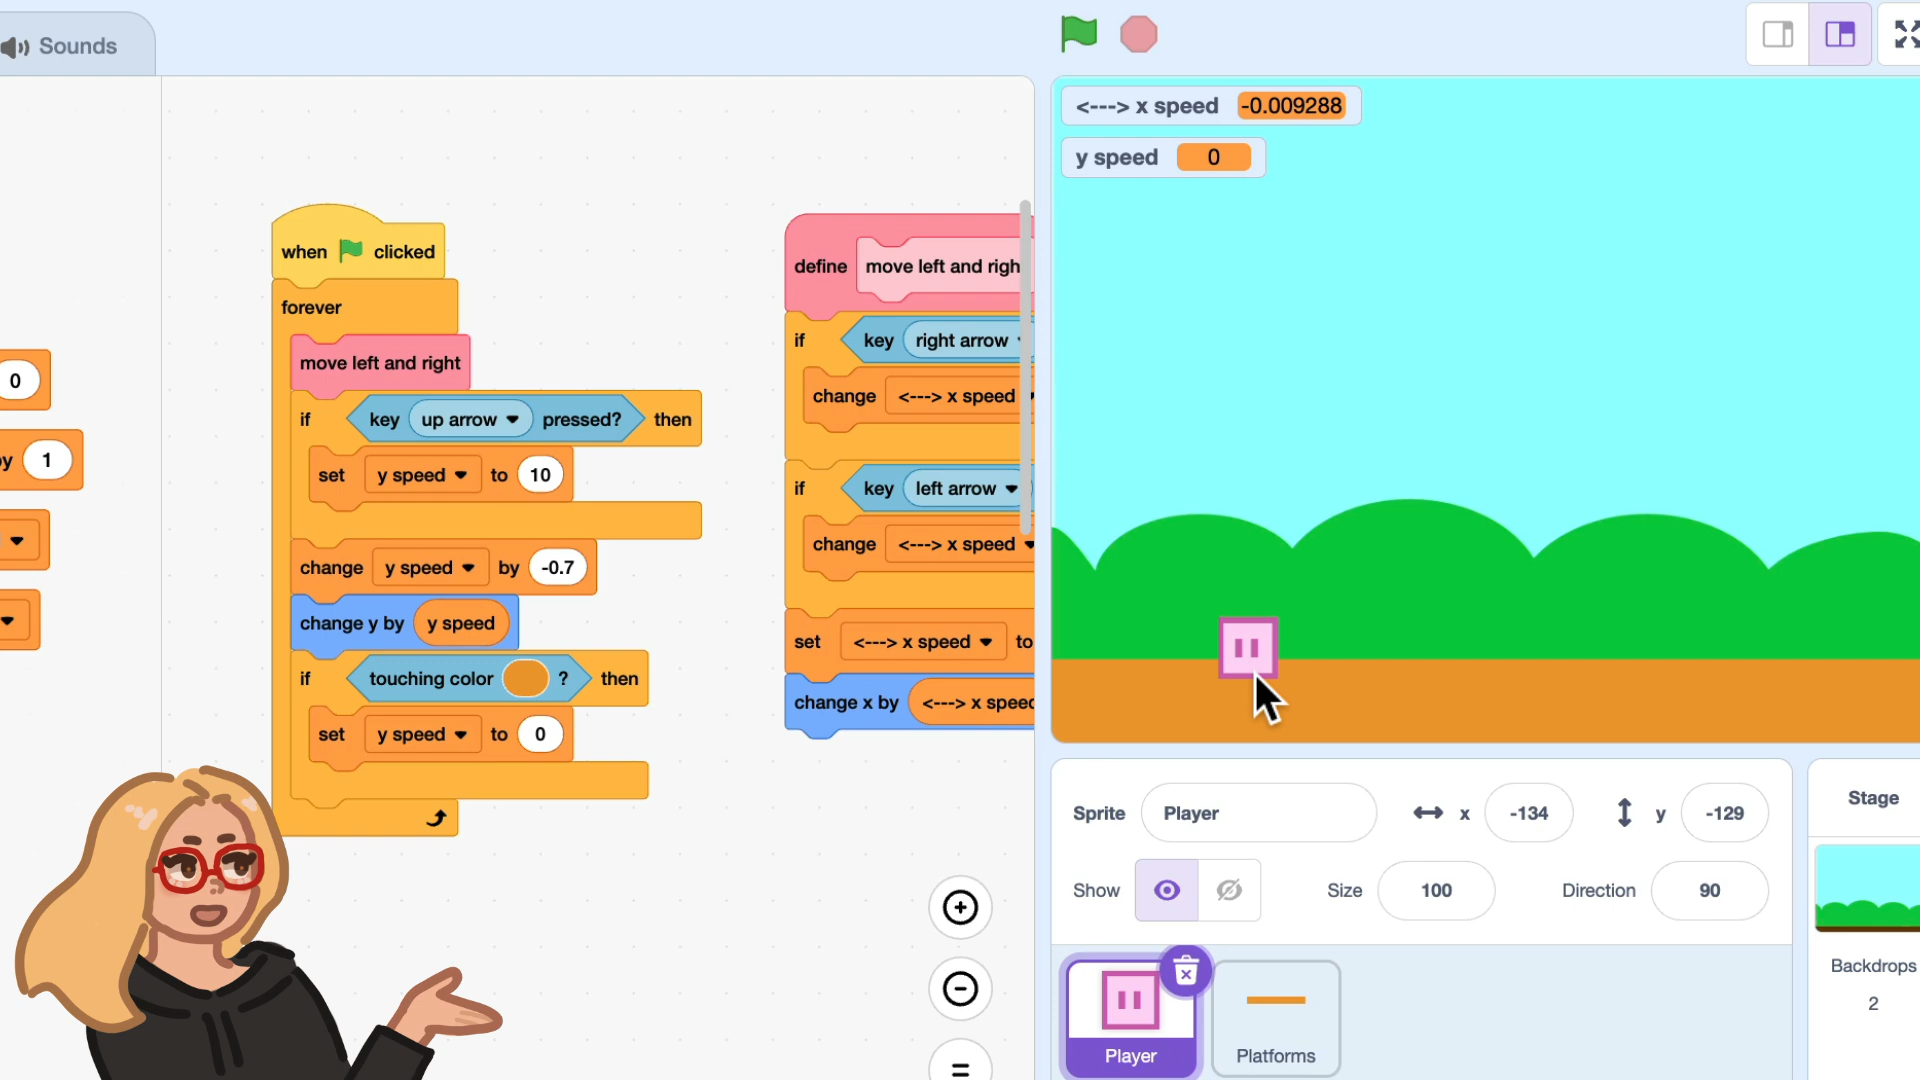 Sounds
0
by 1
when clicked
forever
move left and right
if key up arrow pressed? then
set y speed to 10
change y speed by -0.7
change y by y speed
if touching color ? then
set y speed to 0
define move left and righ
if key right arrow
change <---> x speed
if key left arrow
change <---> x speed
set <---> x speed to
change x by <---> x speed
<---> x speed -0.009288
y speed 0
Sprite Player x -134 y -129
Show Size 100 Direction 90
Player
Platforms
Stage
Backdrops
2